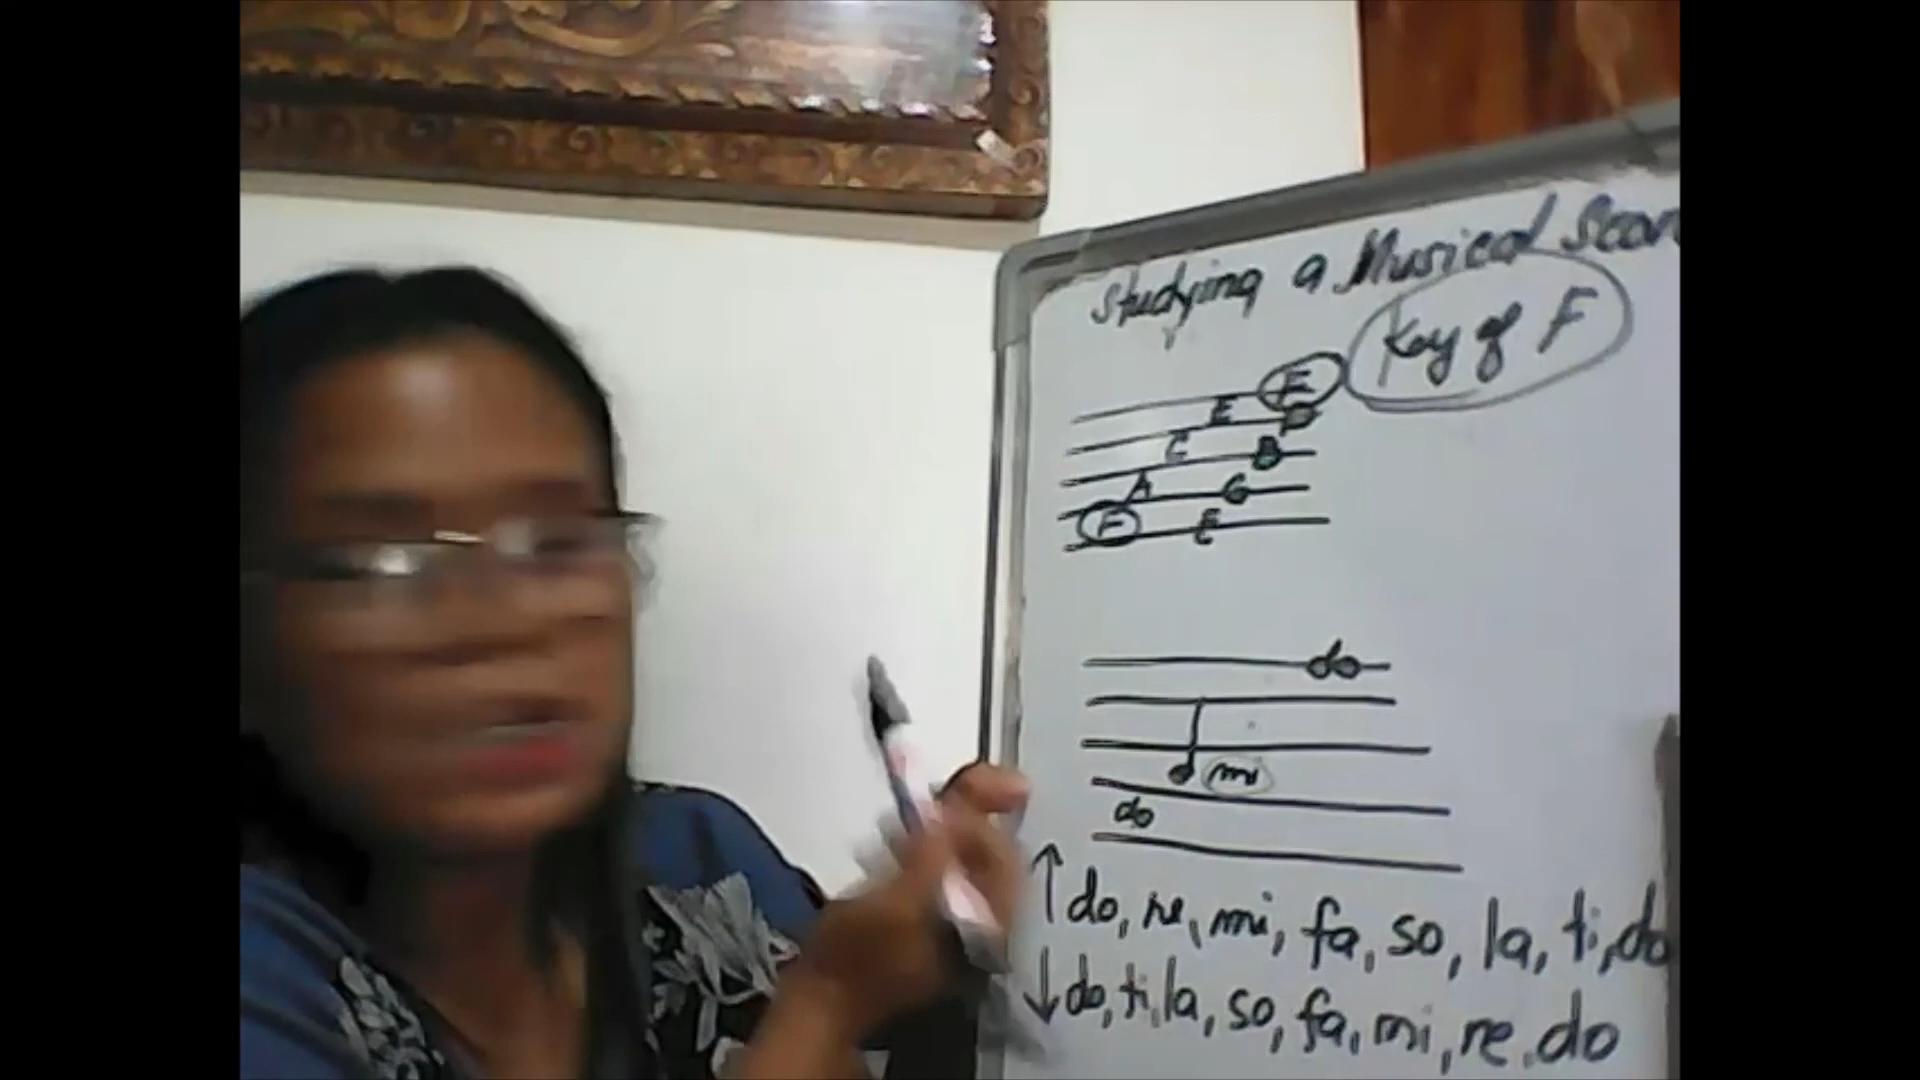 Studying a Musical Scor
Key of F
F
E
D
C
B
A
G
F
E
do
mi
do
↑ do, re, mi, fa, so, la, ti, do
↓ do, ti, la, so, fa, mi, re, do